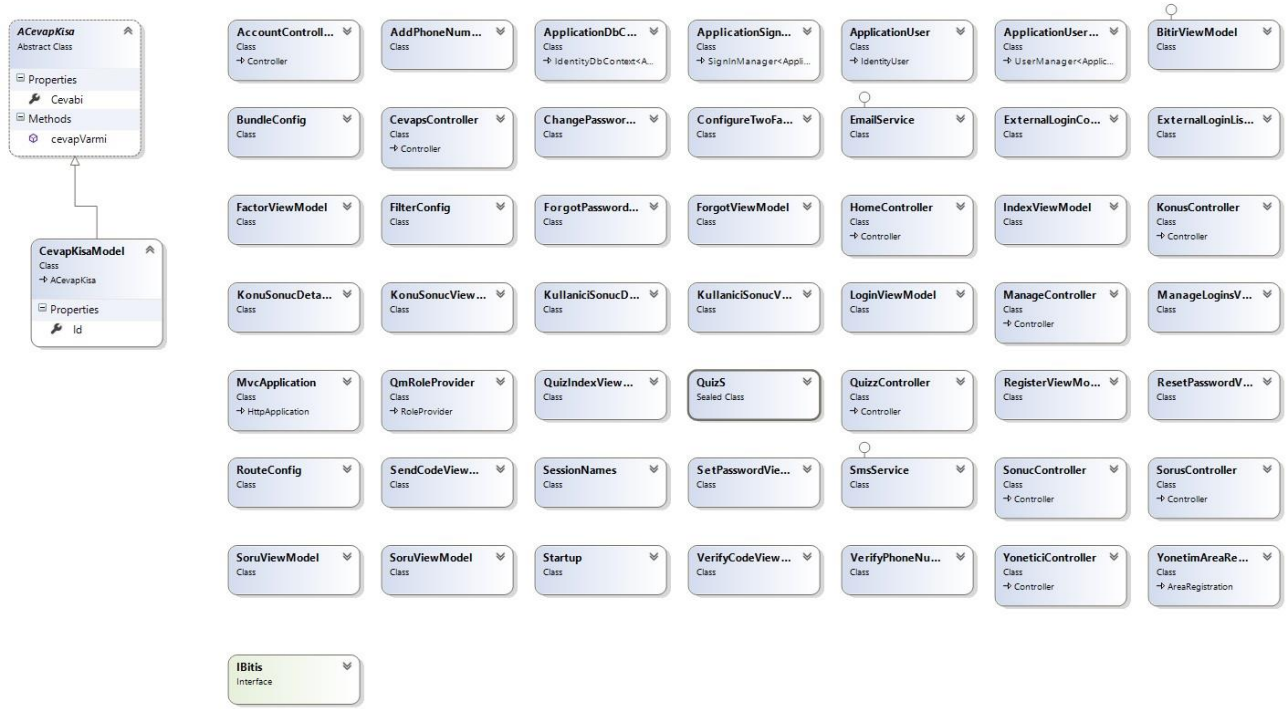 ACevapKisa
Abstract Class
Properties
Cevabi
Methods
cevapVarmi
CevapKisaModel
Class
ACevapKisa
Properties
Id
AccountControll...
Class
Controller
AddPhoneNum...
Class
ApplicationDbC...
Class
IdentityDbContext<A...
ApplicationSign...
Class
SignInManager<Appli...
ApplicationUser
Class
IdentityUser
ApplicationUser...
Class
UserManager<Applic...
BitirViewModel
Class
BundleConfig
Class
CevapsController
Class
Controller
ChangePasswor...
Class
ConfigureTwoFa...
Class
EmailService
Class
ExternalLoginCo...
Class
ExternalLoginLis...
Class
FactorViewModel
Class
FilterConfig
Class
ForgotPassword...
Class
ForgotViewModel
Class
HomeController
Class
Controller
IndexViewModel
Class
KonusController
Class
Controller
KonuSonucDeta...
Class
KonuSonucView...
Class
KullaniciSonucD...
Class
KullaniciSonucV...
Class
LoginViewModel
Class
ManageController
Class
Controller
ManageLoginsV...
Class
MvcApplication
Class
HttpApplication
QmRoleProvider
Class
RoleProvider
QuizIndexView...
Class
QuizS
Sealed Class
QuizzController
Class
Controller
RegisterViewMo...
Class
ResetPasswordV...
Class
RouteConfig
Class
SendCodeView...
Class
SessionNames
Class
SetPasswordVie...
Class
SmsService
Class
SonucController
Class
Controller
SorusController
Class
Controller
SoruViewModel
Class
SoruViewModel
Class
Startup
Class
VerifyCodeView...
Class
VerifyPhoneNu...
Class
YoneticiController
Class
Controller
YonetimAreaRe...
Class
AreaRegistration
IBitis
Interface